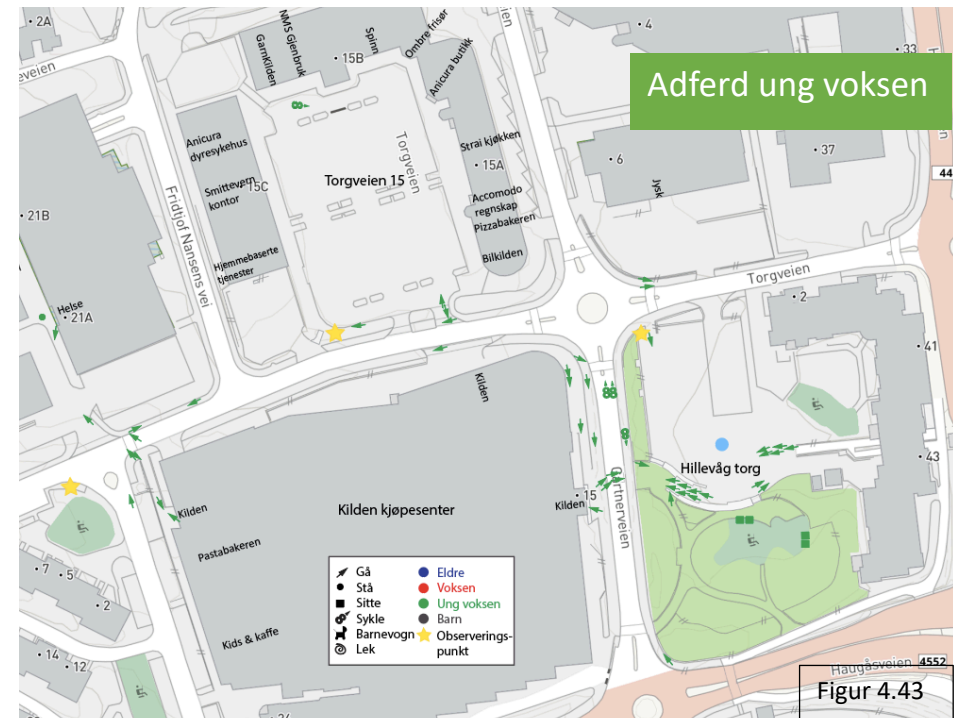 Adferd ung voksen
2A
NMS Gjenbruk
GarnKilden
15B
Spinn
Ombre frisør
Anicura butikk
4
33
Anicura
dyresykehus
Smittevern
kontor
15C
Hjemmebaserte
tjenester
Torgveien 15
Torgveien
Strai kjøkken
15A
Accomodo
regnskap
Pizzabakeren
Bilkilden
6
Jysk
37
44
21B
Fridtjof Nansens vei
Helse
21A
Torgveien
2
41
43
Kilden
Hillevåg torg
Kilden kjøpesenter
15
Kilden
Gartnerveien
Kilden
Pastabakeren
Kids & kaffe
7
5
2
14
12
Gå
Stå
Sitte
Sykle
Barnevogn
Lek
Eldre
Voksen
Ung voksen
Barn
Observerings-
punkt
Haugåsveien
4552
Figur 4.43